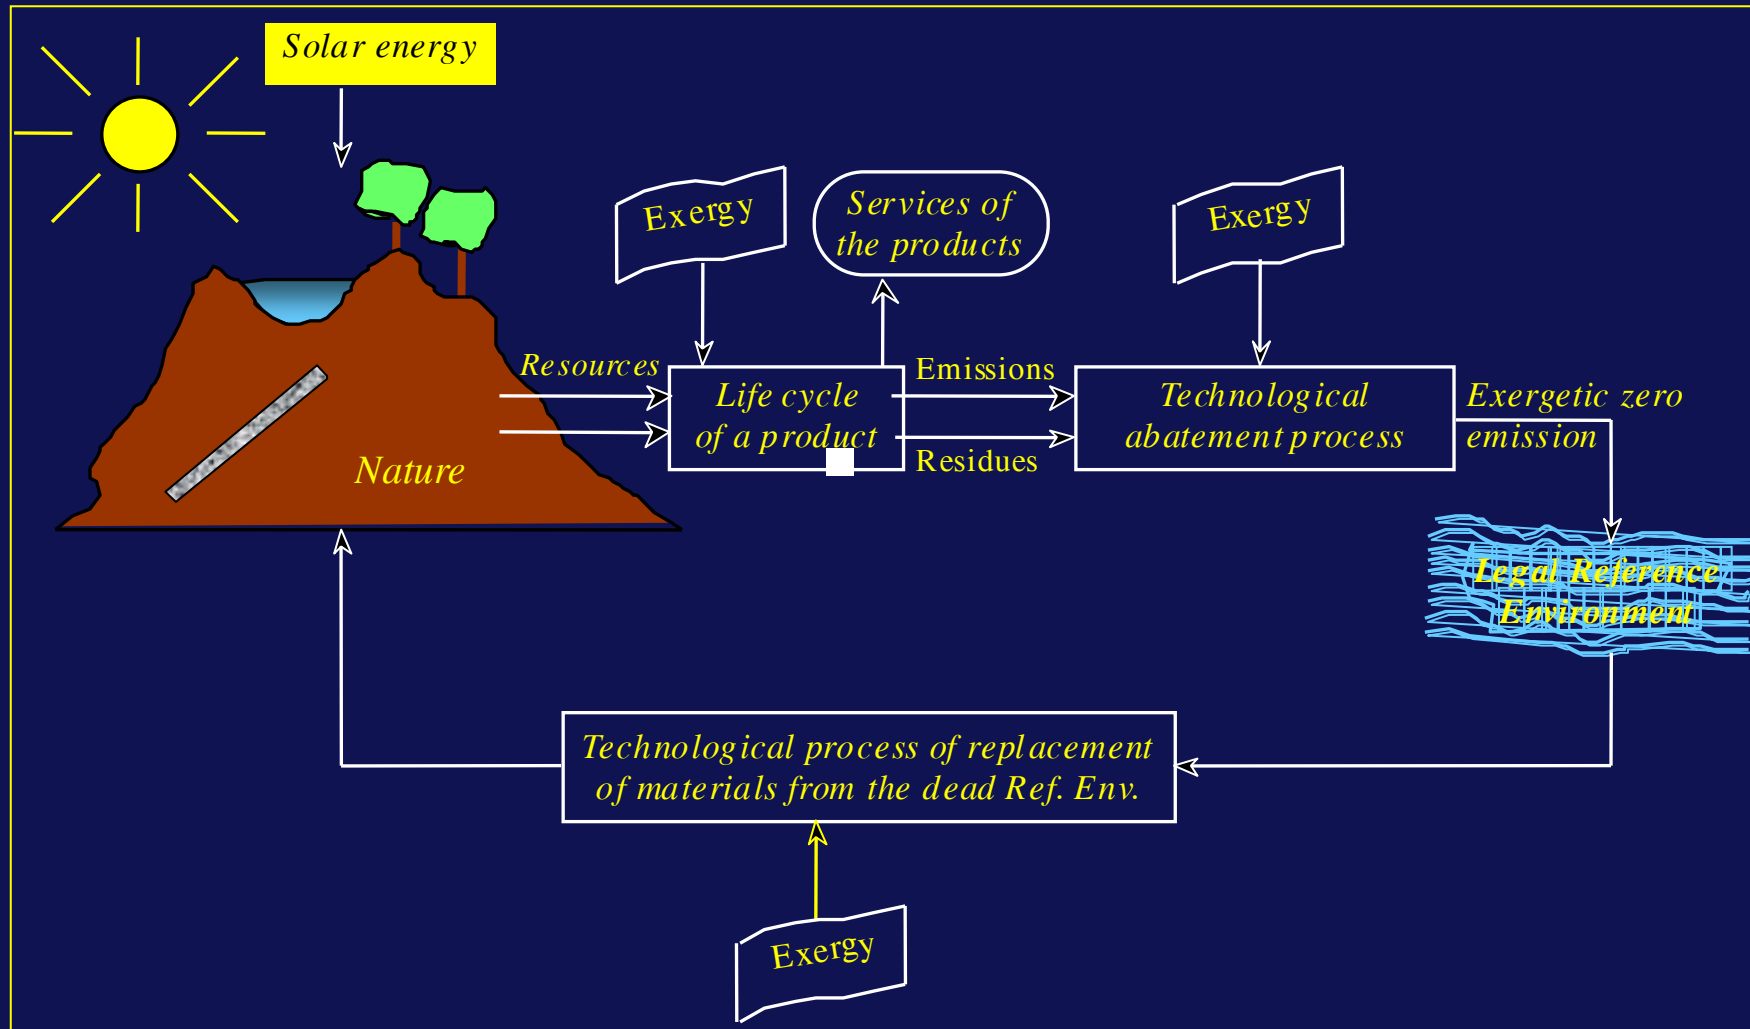 Solar energy
Exergy
Services of
the products
Exergy
Resources
Life cycle
of a product
Emissions
Residues
Technological
abatement process
Exergetic zero
emission
Nature
Legal Reference
Environment
Technological process of replacement
of materials from the dead Ref. Env.
Exergy